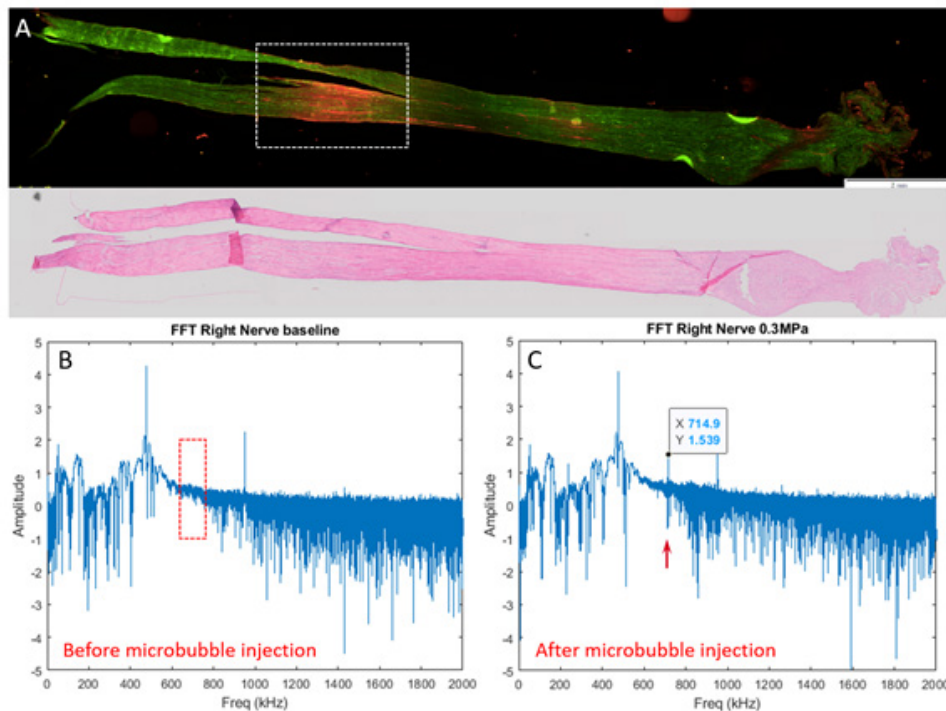 A
2 mm
FFT Right Nerve baseline
B
5
4
3
2
1
0
-1
-2
-3
-4
-5
Amplitude
Before microbubble injection
0 200 400 600 800 1000 1200 1400 1600 1800 2000
Freq (kHz)
FFT Right Nerve 0.3MPa
C
5
4
3
2
1
0
-1
-2
-3
-4
-5
Amplitude
X 714.9
Y 1.539
After microbubble injection
0 200 400 600 800 1000 1200 1400 1600 1800 2000
Freq (kHz)